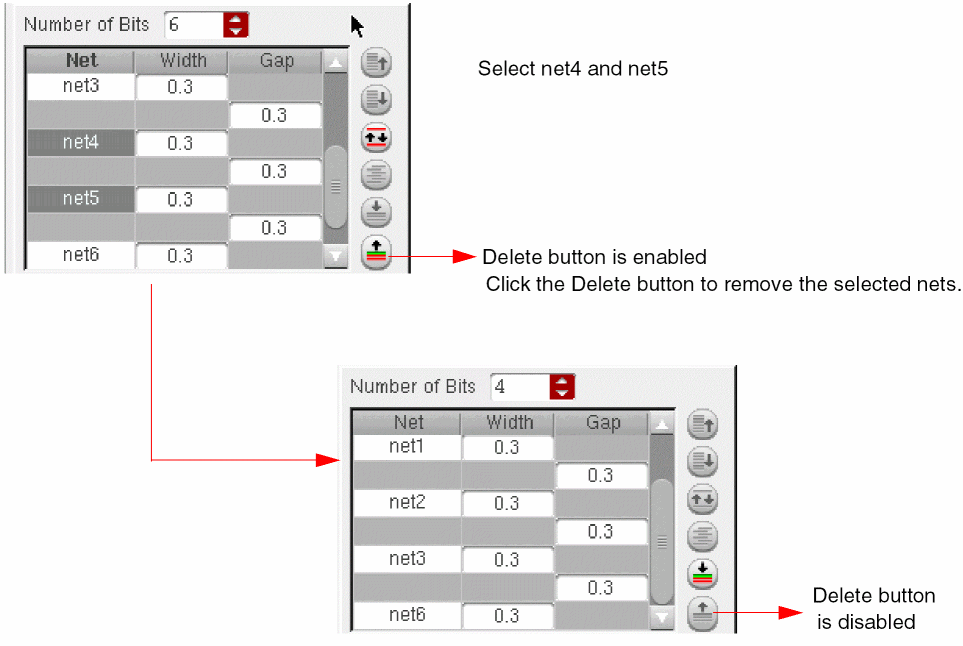 Number of Bits 6
Net Width Gap
net3 0.3
0.3
net4 0.3
0.3
net5 0.3
0.3
net6 0.3
Select net4 and net5
Delete button is enabled
Click the Delete button to remove the selected nets.
Number of Bits 4
Net Width Gap
net1 0.3
0.3
net2 0.3
0.3
net3 0.3
0.3
net6 0.3
Delete button
is disabled